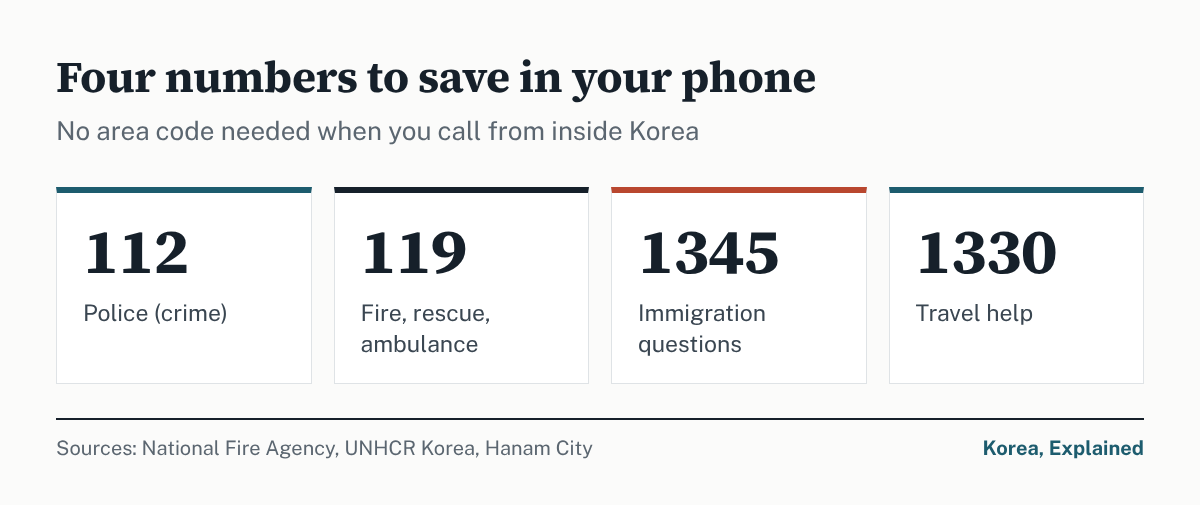 Four numbers to save in your phone
No area code needed when you call from inside Korea
112
Police (crime)
119
Fire, rescue,
ambulance
1345
Immigration
questions
1330
Travel help
Sources: National Fire Agency, UNHCR Korea, Hanam City
Korea, Explained